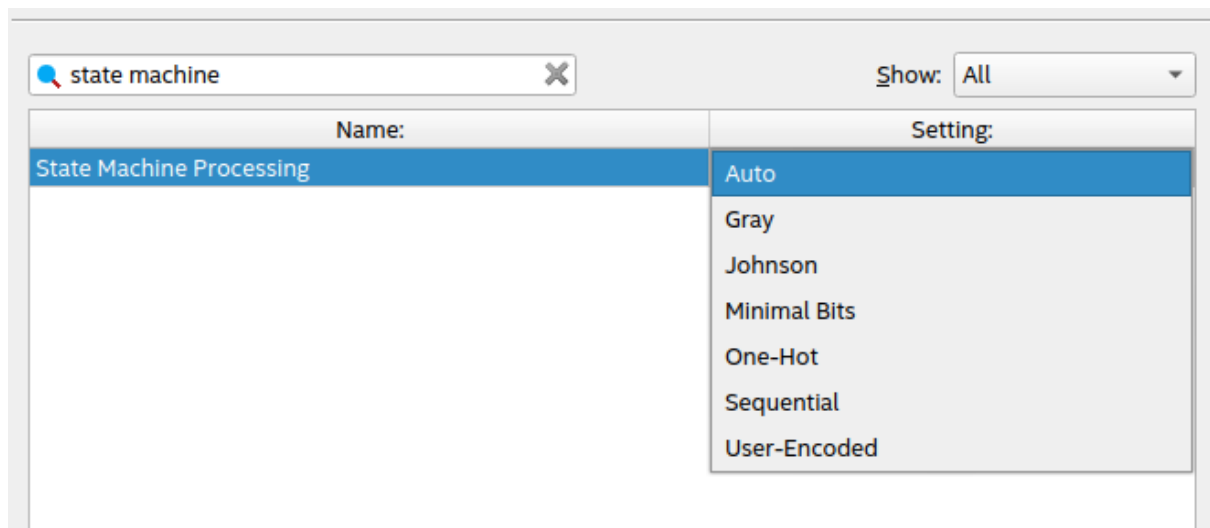 state machine
Show: All
Name: Setting:
State Machine Processing
Auto
Gray
Johnson
Minimal Bits
One-Hot
Sequential
User-Encoded